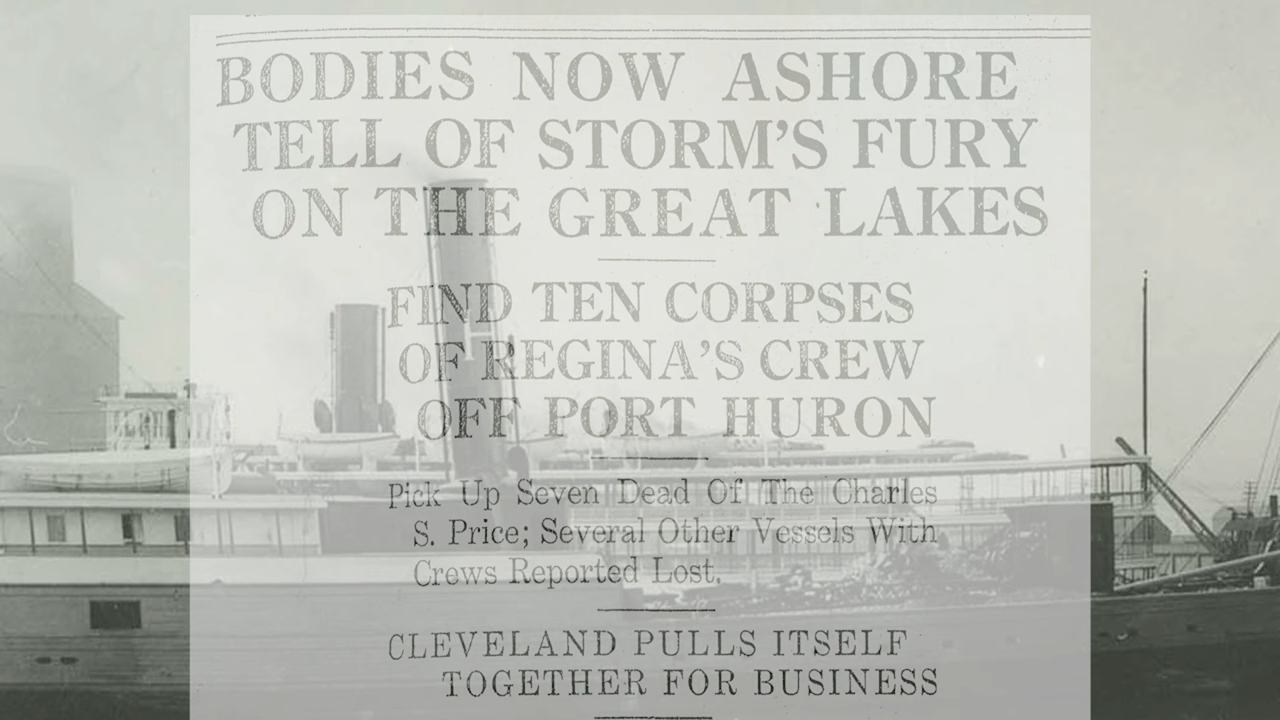 BODIES NOW ASHORE
TELL OF STORM'S FURY
ON THE GREAT LAKES
FIND TEN CORPSES
OF REGINA'S CREW
OFF PORT HURON
Pick Up Seven Dead Of The Charles
S. Price; Several Other Vessels With
Crews Reported Lost.
CLEVELAND PULLS ITSELF
TOGETHER FOR BUSINESS